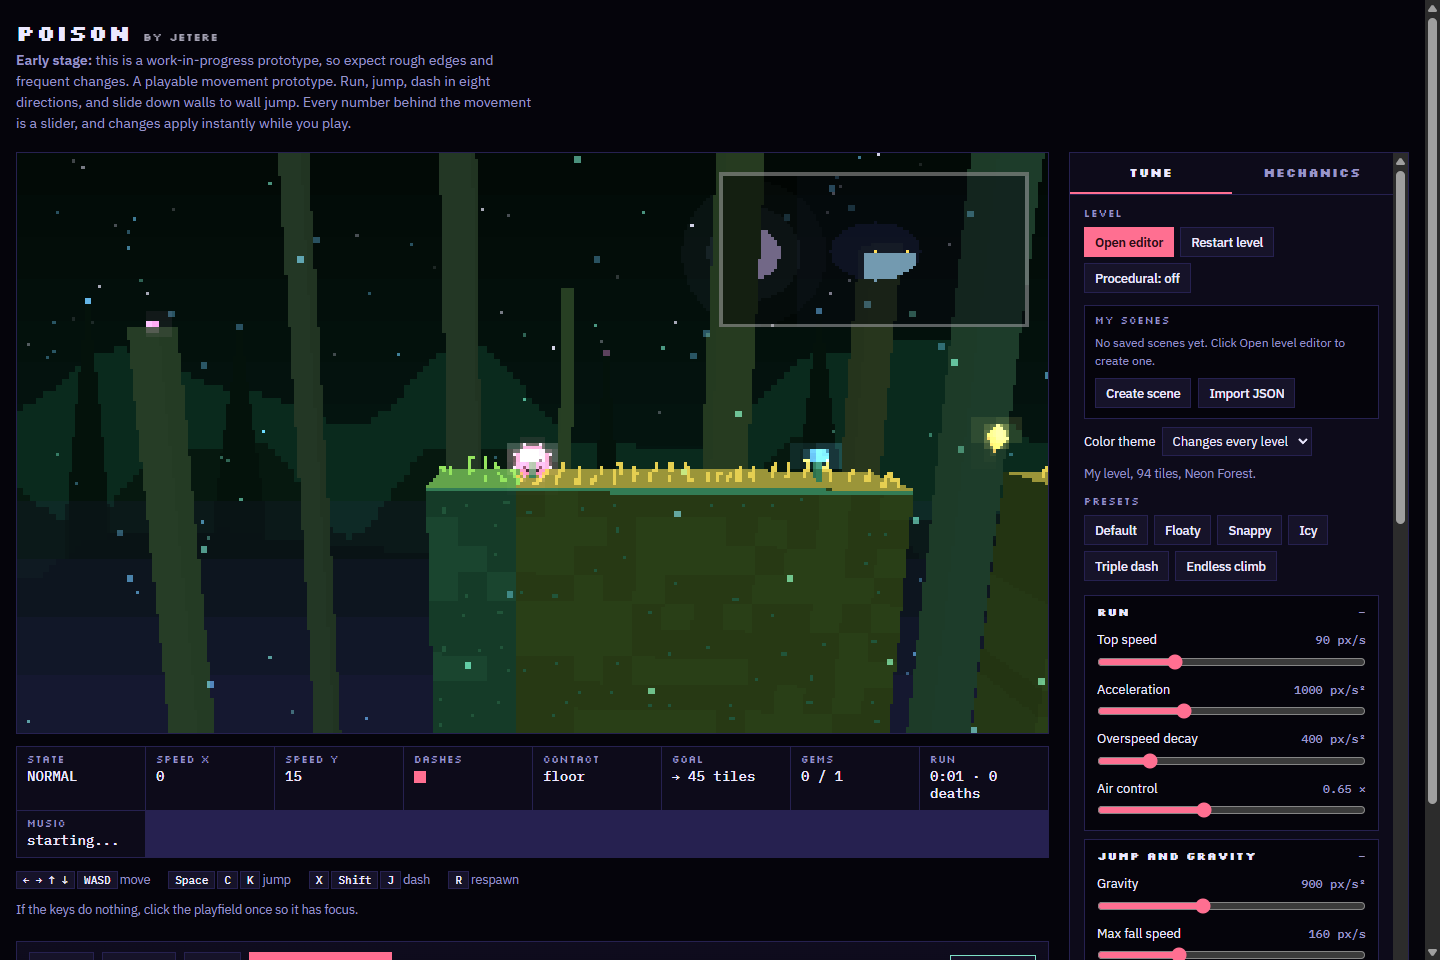 POISON BY JETERE
Early stage: this is a work-in-progress prototype, so expect rough edges and
frequent changes. A playable movement prototype. Run, jump, dash in eight
directions, and slide down walls to wall jump. Every number behind the movement
is a slider, and changes apply instantly while you play.
TUNE MECHANICS
LEVEL
Open editor Restart level
Procedural: off
MY SCENES
No saved scenes yet. Click Open level editor to
create one.
Create scene Import JSON
Color theme Changes every level
My level, 94 tiles, Neon Forest.
PRESETS
Default Floaty Snappy Icy
Triple dash Endless climb
RUN −
Top speed 90 px/s
Acceleration 1000 px/s²
Overspeed decay 400 px/s²
Air control 0.65 ×
JUMP AND GRAVITY −
Gravity 900 px/s²
Max fall speed 160 px/s
STATE SPEED X SPEED Y DASHES CONTACT GOAL GEMS RUN
NORMAL 0 15 floor → 45 tiles 0 / 1 0:01 · 0
deaths
MUSIC
starting...
← → ↑ ↓ WASD move Space C K jump X Shift J dash R respawn
If the keys do nothing, click the playfield once so it has focus.